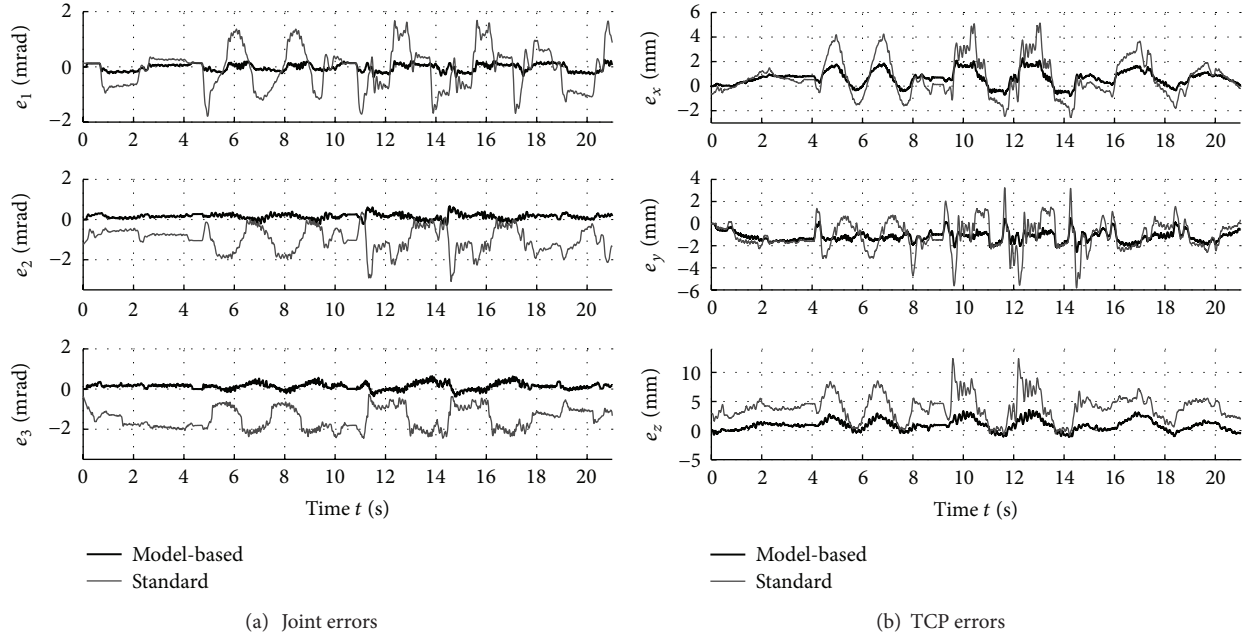 2
0
−2
e1 (mrad)
0 2 4 6 8 10 12 14 16 18 20
2
0
−2
e2 (mrad)
0 2 4 6 8 10 12 14 16 18 20
2
0
−2
e3 (mrad)
0 2 4 6 8 10 12 14 16 18 20
Time t (s)
Model-based
Standard
(a) Joint errors
6
4
2
0
−2
ex (mm)
0 2 4 6 8 10 12 14 16 18 20
4
2
0
−2
−4
−6
ey (mm)
0 2 4 6 8 10 12 14 16 18 20
10
5
0
−5
ez (mm)
0 2 4 6 8 10 12 14 16 18 20
Time t (s)
Model-based
Standard
(b) TCP errors